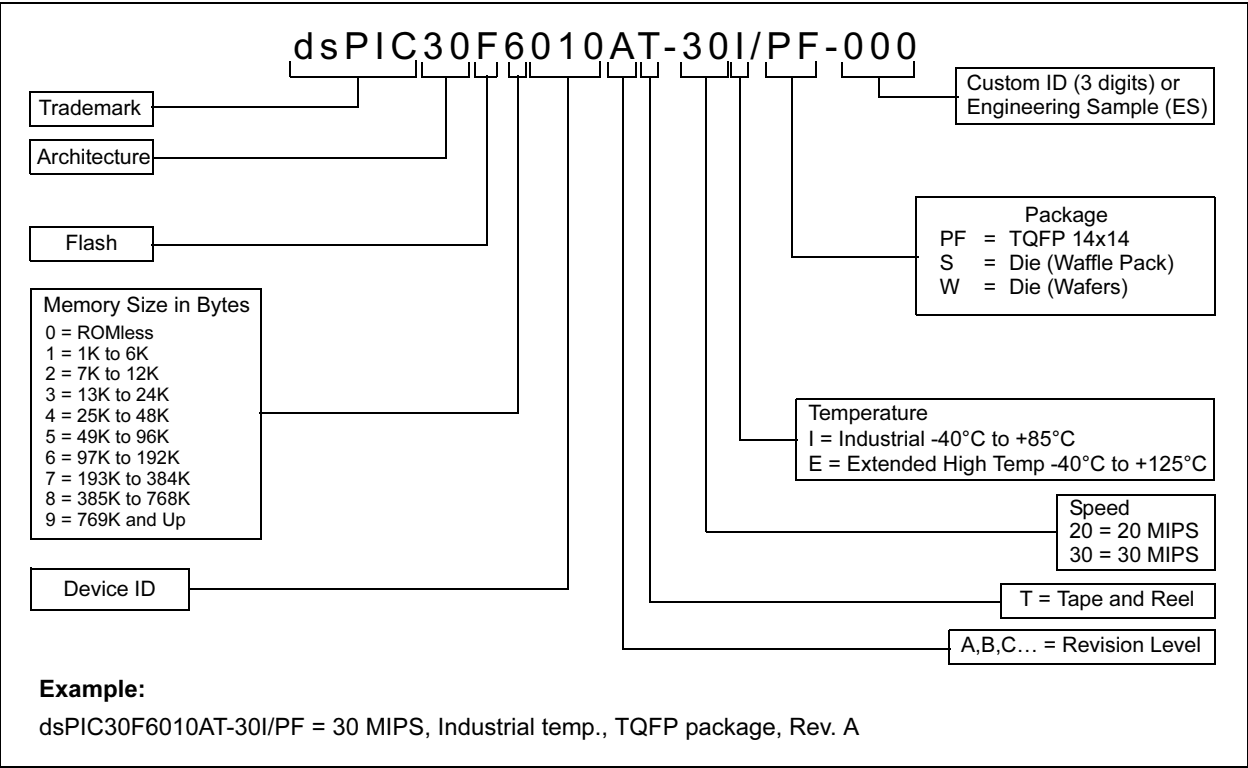 dsPIC30F6010AT-30I/PF-000
Custom ID (3 digits) or
Engineering Sample (ES)
Trademark
Architecture
Flash
Package
PF = TQFP 14x14
S = Die (Waffle Pack)
W = Die (Wafers)
Memory Size in Bytes
0 = ROMless
1 = 1K to 6K
2 = 7K to 12K
3 = 13K to 24K
4 = 25K to 48K
5 = 49K to 96K
6 = 97K to 192K
7 = 193K to 384K
8 = 385K to 768K
9 = 769K and Up
Temperature
I = Industrial -40°C to +85°C
E = Extended High Temp -40°C to +125°C
Speed
20 = 20 MIPS
30 = 30 MIPS
Device ID
T = Tape and Reel
A,B,C… = Revision Level
Example:
dsPIC30F6010AT-30I/PF = 30 MIPS, Industrial temp., TQFP package, Rev. A